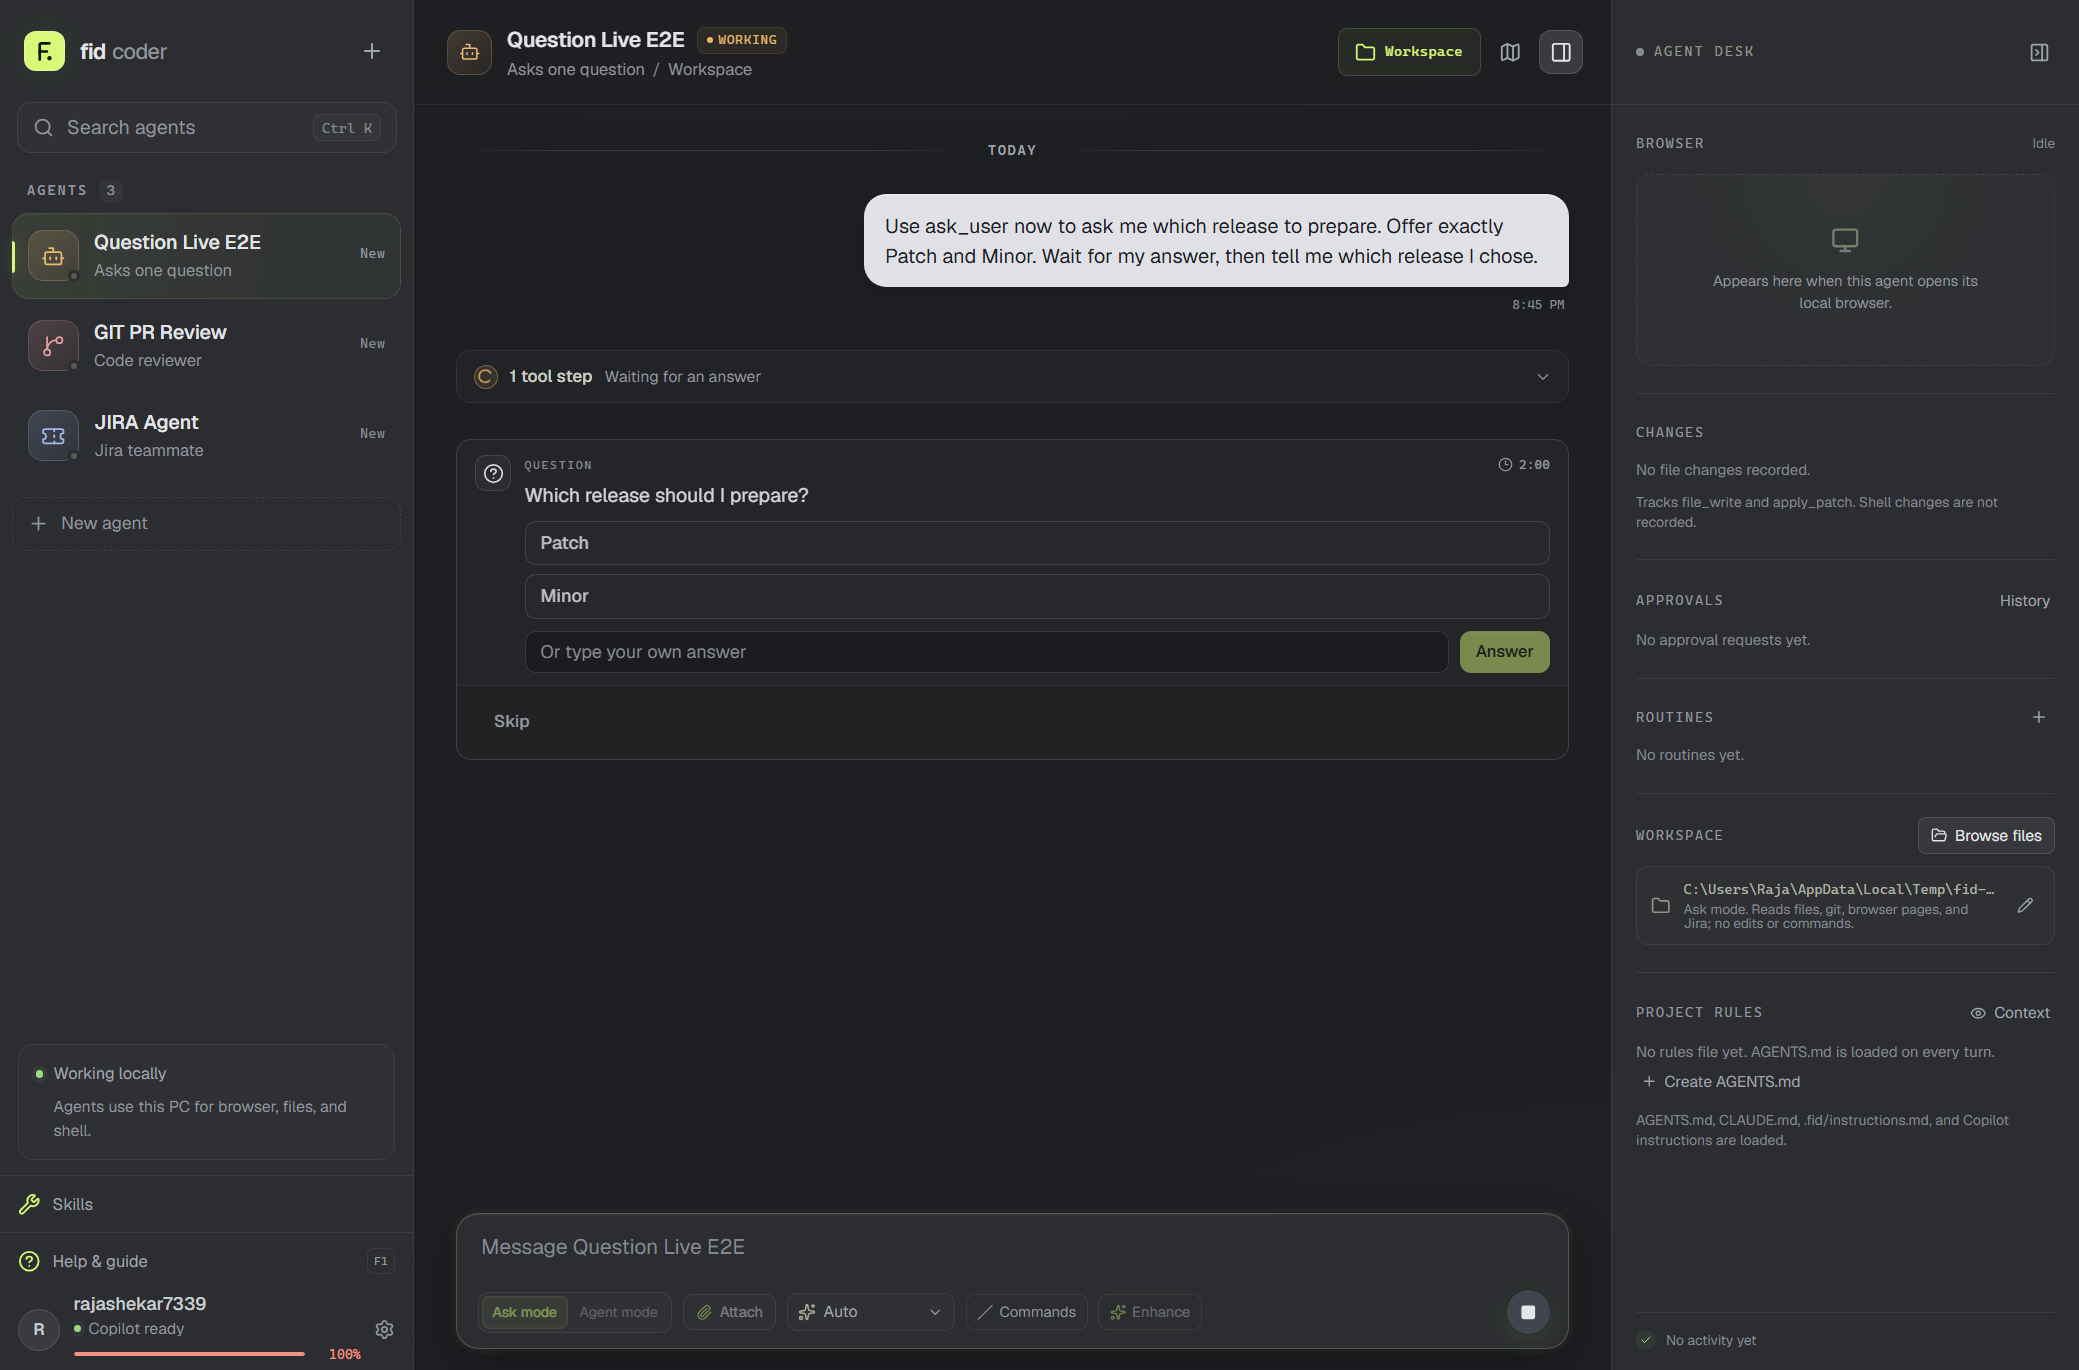 F.
fid coder
Search agents
Ctrl K
AGENTS 3
Question Live E2E
Asks one question
New
GIT PR Review
Code reviewer
New
JIRA Agent
Jira teammate
New
New agent
Working locally
Agents use this PC for browser, files, and
shell.
Skills
Help & guide
F1
R
rajashekar7339
Copilot ready
100%
Question Live E2E
WORKING
Asks one question / Workspace
Workspace
TODAY
Use ask_user now to ask me which release to prepare. Offer exactly
Patch and Minor. Wait for my answer, then tell me which release I chose.
8:45 PM
1 tool step Waiting for an answer
QUESTION
2:00
Which release should I prepare?
Patch
Minor
Or type your own answer
Answer
Skip
Message Question Live E2E
Ask mode
Agent mode
Attach
Auto
Commands
Enhance
AGENT DESK
BROWSER
Idle
Appears here when this agent opens its
local browser.
CHANGES
No file changes recorded.
Tracks file_write and apply_patch. Shell changes are not
recorded.
APPROVALS
History
No approval requests yet.
ROUTINES
No routines yet.
WORKSPACE
Browse files
C:\Users\Raja\AppData\Local\Temp\fid-…
Ask mode. Reads files, git, browser pages, and
Jira; no edits or commands.
PROJECT RULES
Context
No rules file yet. AGENTS.md is loaded on every turn.
Create AGENTS.md
AGENTS.md, CLAUDE.md, .fid/instructions.md, and Copilot
instructions are loaded.
No activity yet